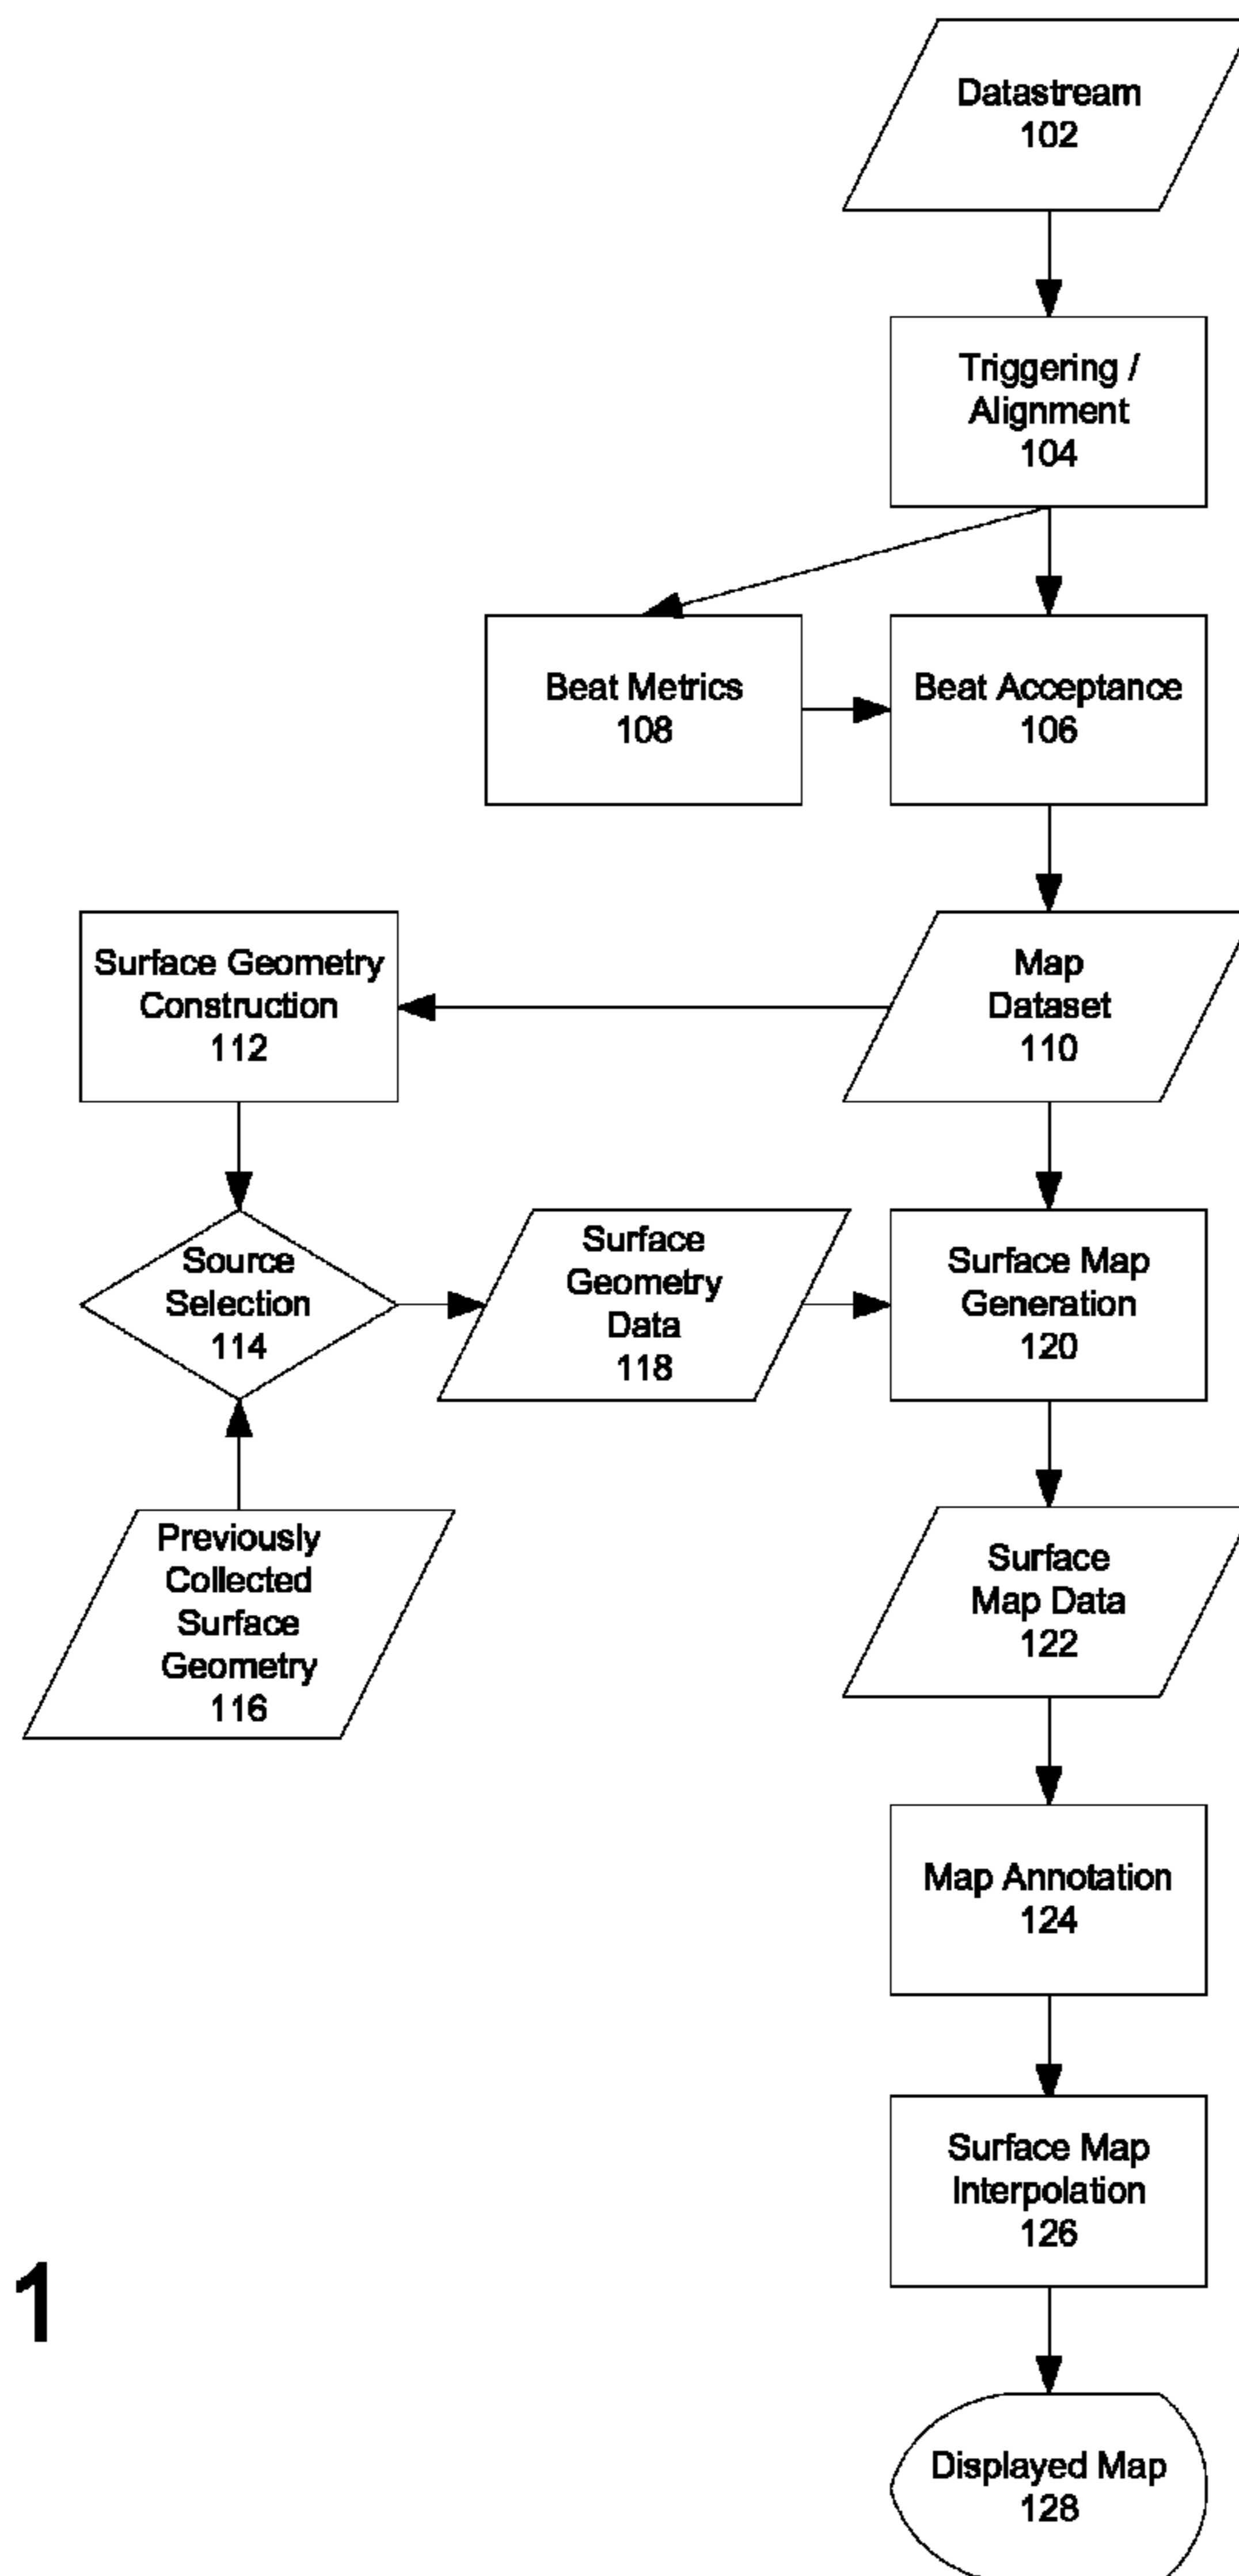 Datastream
102
Triggering /
Alignment
104
Beat Metrics
108
Beat Acceptance
106
Surface Geometry
Construction
112
Map
Dataset
110
Source
Selection
114
Surface
Geometry
Data
118
Surface Map
Generation
120
Previously
Collected
Surface
Geometry
116
Surface
Map Data
122
Map Annotation
124
Surface Map
Interpolation
126
1
Displayed Map
128